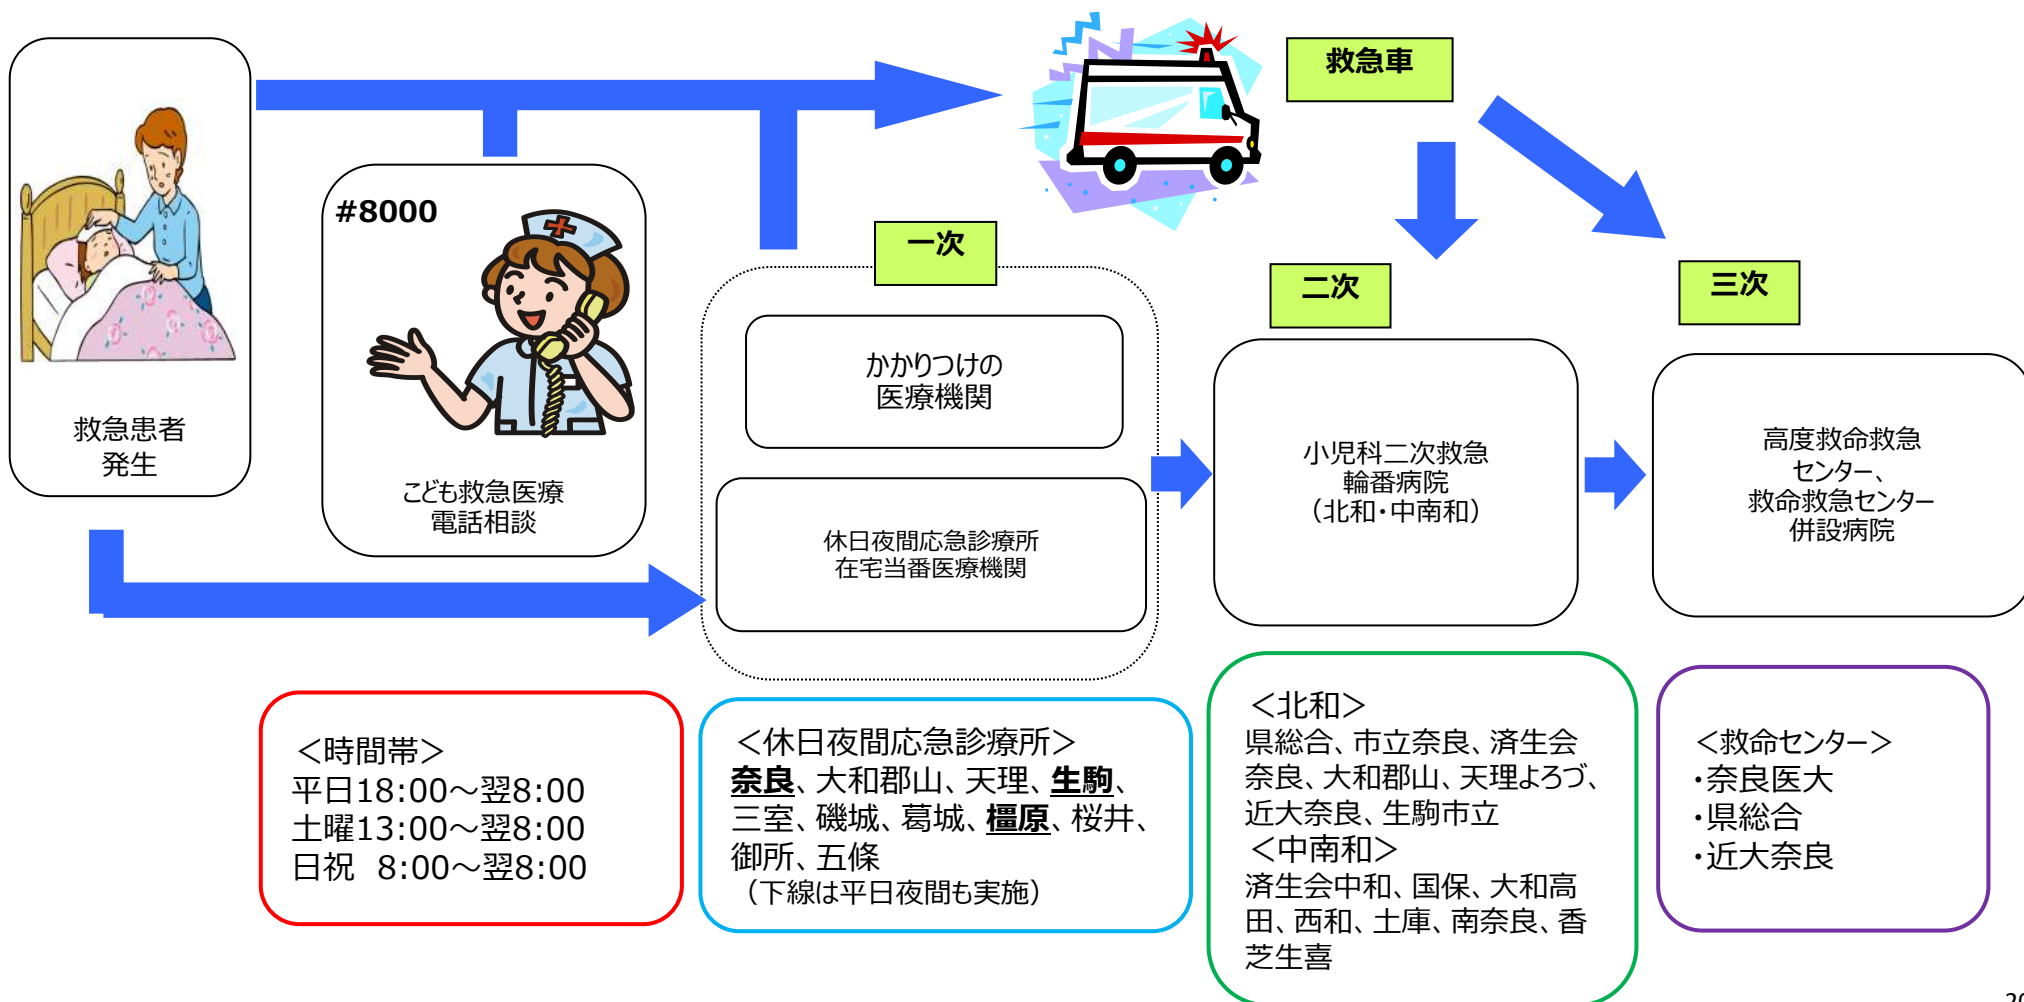 救急車
#8000
一次
二次
三次
救急患者
発生
こども救急医療
電話相談
かかりつけの
医療機関
休日夜間応急診療所
在宅当番医療機関
小児科二次救急
輪番病院
（北和・中南和）
高度救命救急
センター、
救命救急センター
併設病院
＜時間帯＞
平日18:00～翌8:00
土曜13:00～翌8:00
日祝 8:00～翌8:00
＜休日夜間応急診療所＞
奈良、大和郡山、天理、生駒、
三室、磯城、葛城、橿原、桜井、
御所、五條
（下線は平日夜間も実施）
＜北和＞
県総合、市立奈良、済生会
奈良、大和郡山、天理よろづ、
近大奈良、生駒市立
＜中南和＞
済生会中和、国保、大和高
田、西和、土庫、南奈良、香
芝生喜
＜救命センター＞
・奈良医大
・県総合
・近大奈良